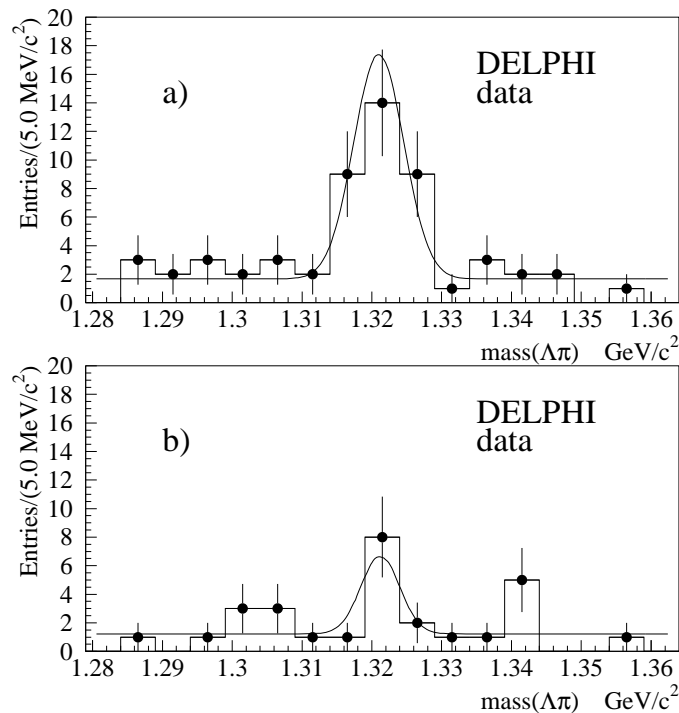 Entries/(5.0 MeV/c²)
20
18
16
14
12
10
8
6
4
2
0
a)
DELPHI
data
1.28 1.29 1.3 1.31 1.32 1.33 1.34 1.35 1.36
mass(Λπ) GeV/c²
Entries/(5.0 MeV/c²)
20
18
16
14
12
10
8
6
4
2
0
b)
DELPHI
data
1.28 1.29 1.3 1.31 1.32 1.33 1.34 1.35 1.36
mass(Λπ) GeV/c²